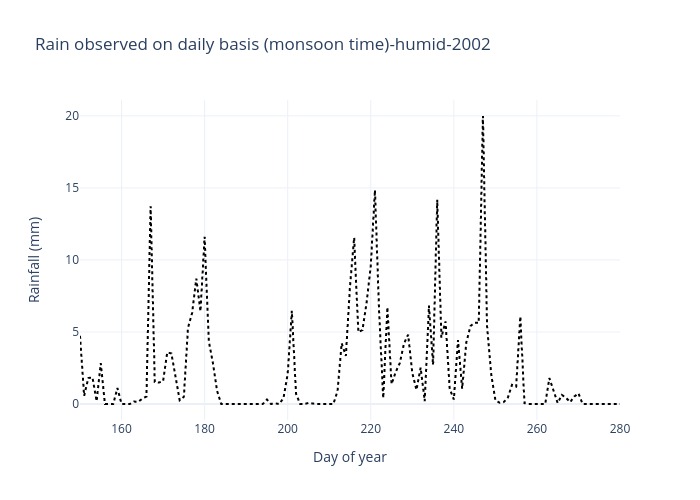 Rain observed on daily basis (monsoon time)-humid-2002
20
15
10
5
0
Rainfall (mm)
160 180 200 220 240 260 280
Day of year